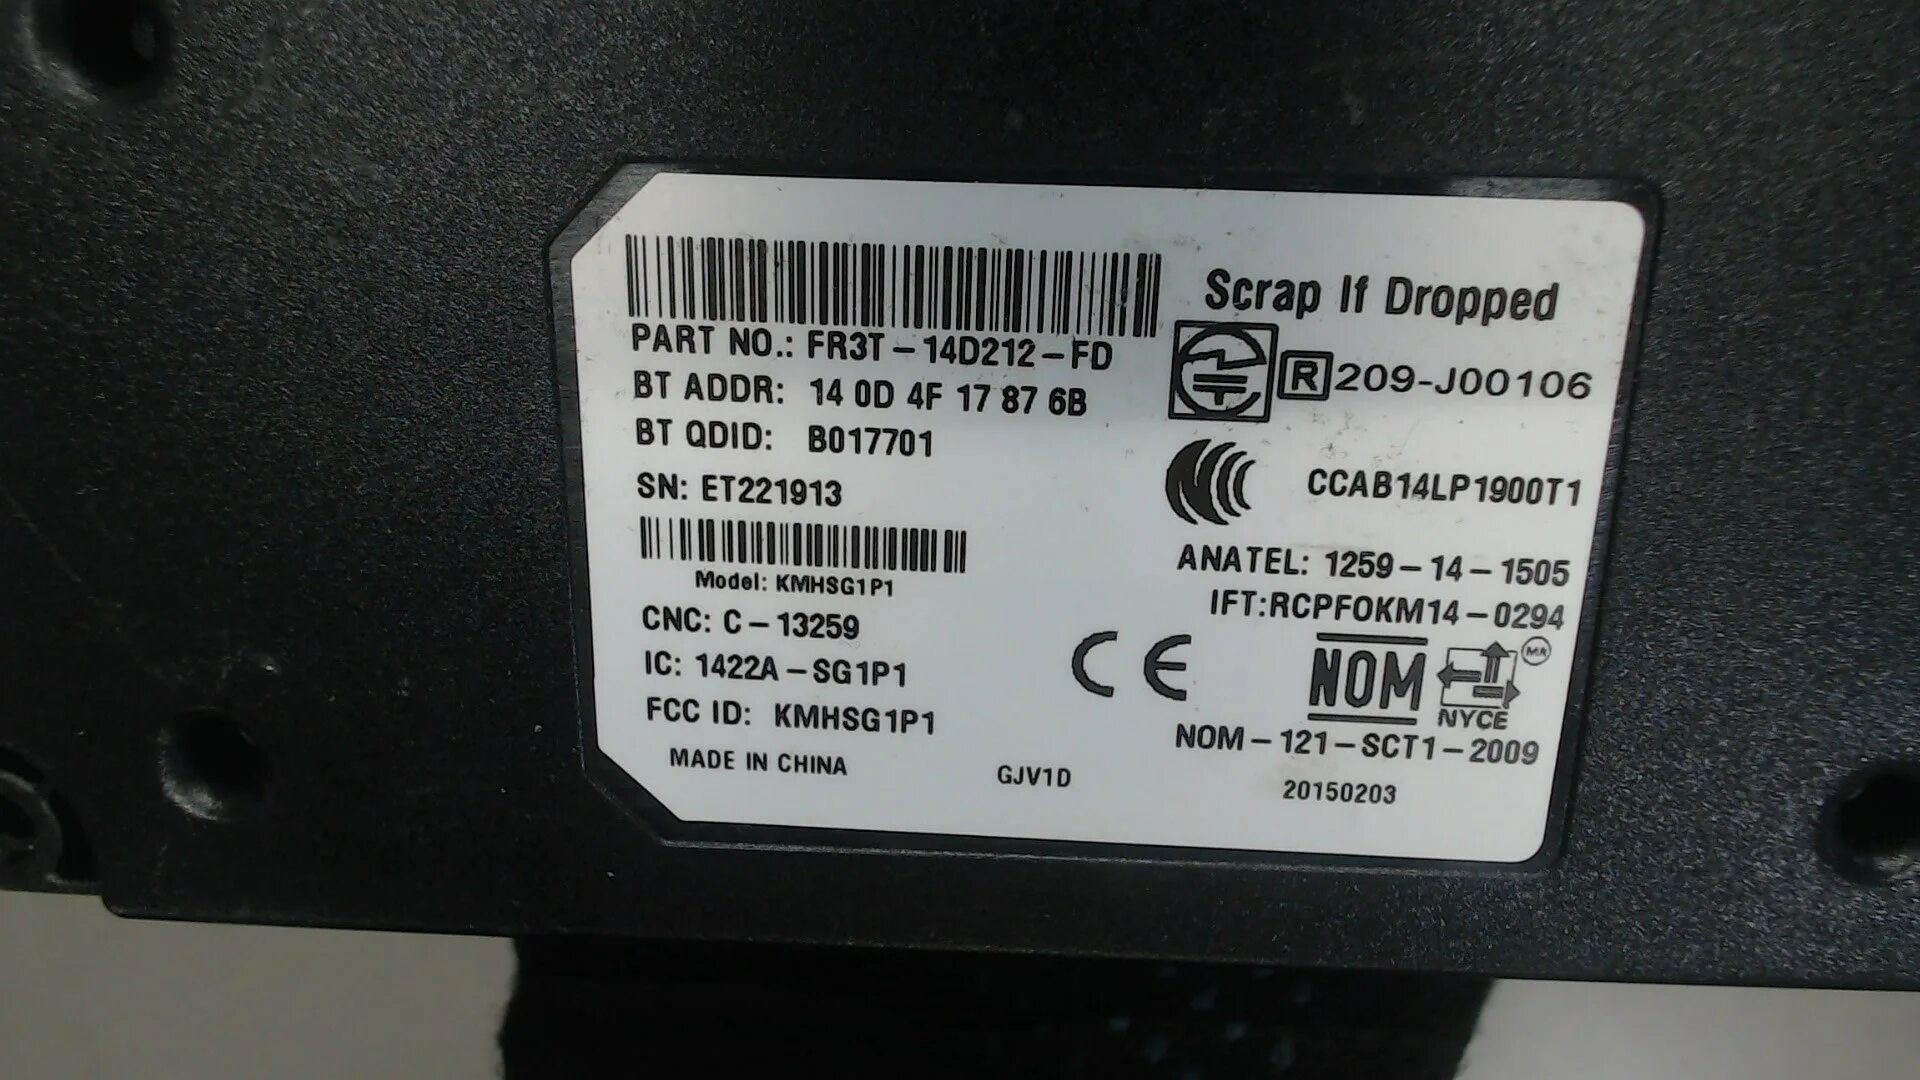 Scrap If Dropped
PART NO.: FR3T-14D212-FD
R 209-J00106
BT ADDR: 14 0D 4F 17 87 6B
BT QDID: B017701
SN: ET221913
CCAB14LP1900T1
Model: KMHSG1P1
ANATEL: 1259-14-1505
CNC: C-13259
IFT:RCPFOKM14-0294
IC: 1422A-SG1P1
CE
NOM
NYCE
FCC ID: KMHSG1P1
NOM-121-SCT1-2009
MADE IN CHINA
GJV1D
20150203